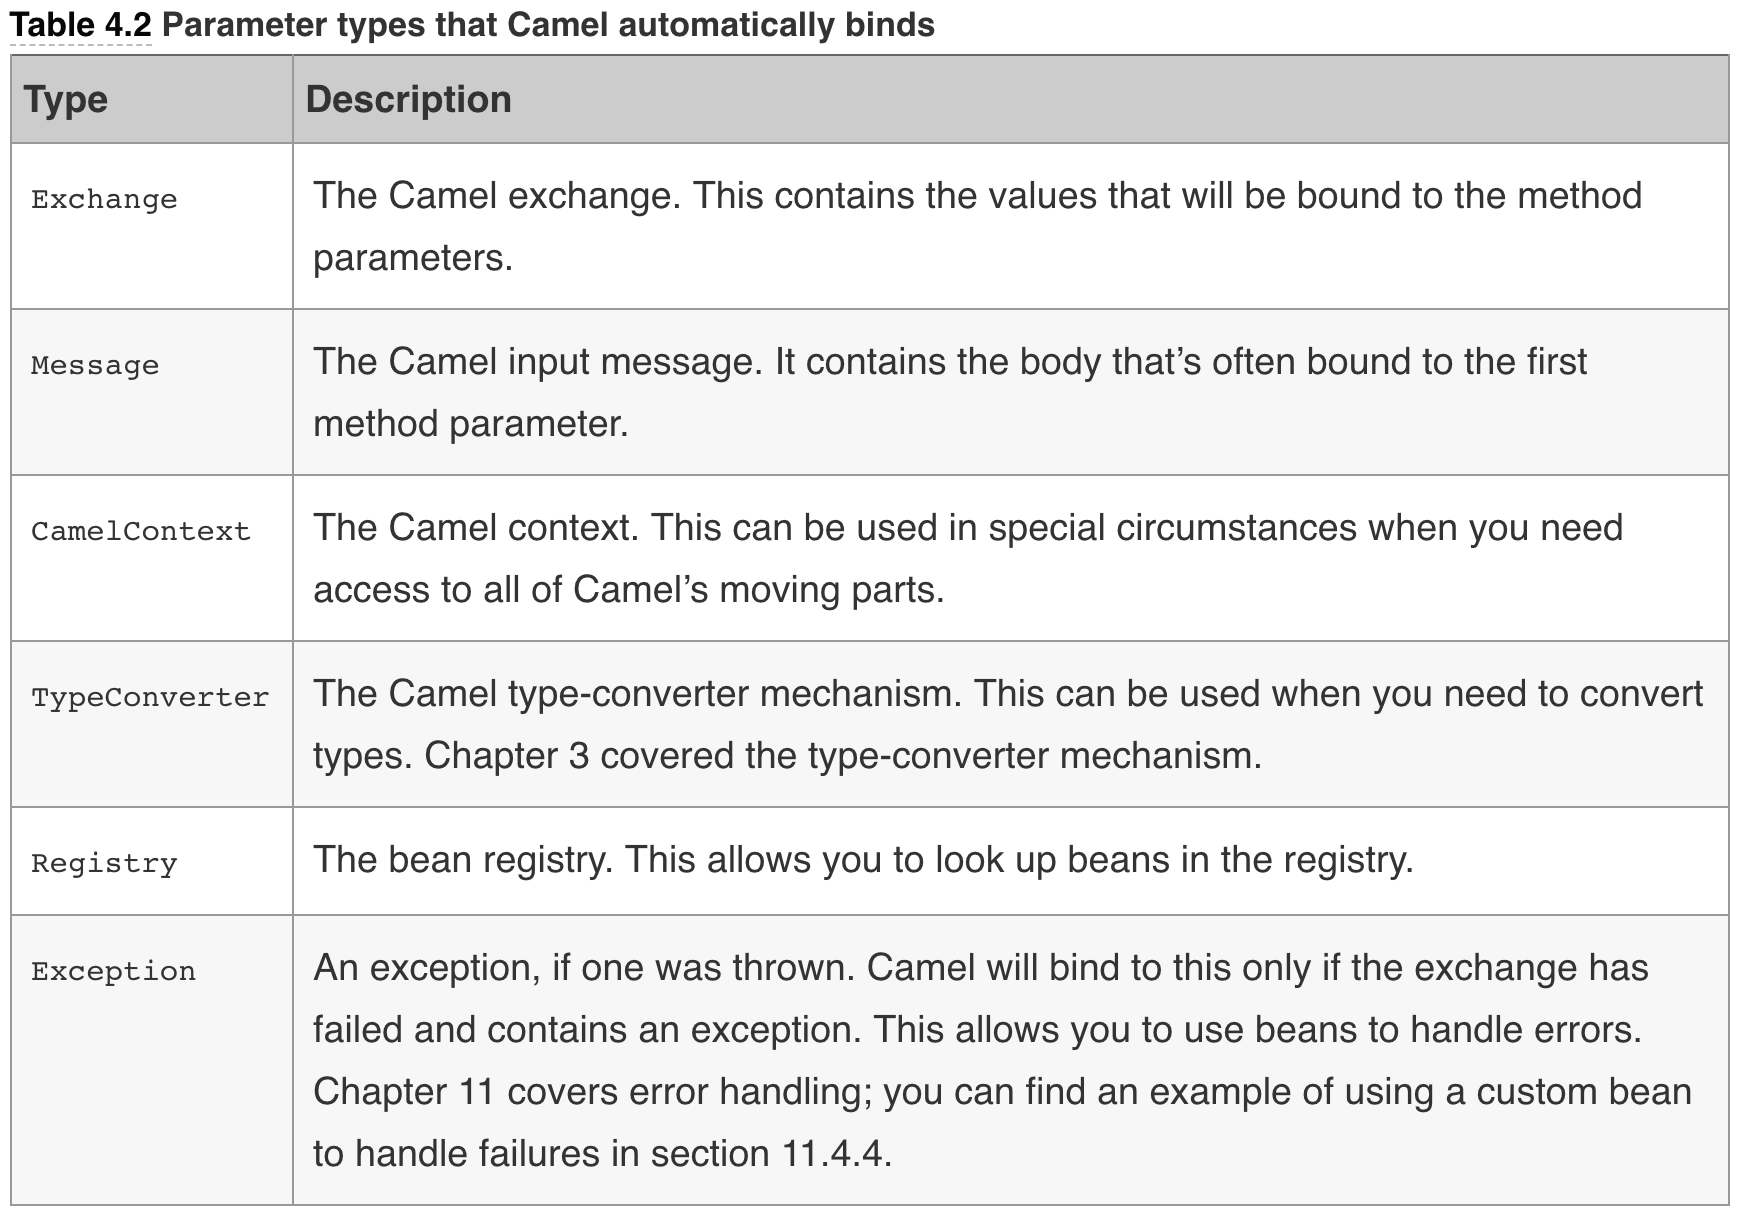 Table 4.2 Parameter types that Camel automatically binds
Type Description
Exchange The Camel exchange. This contains the values that will be bound to the method
parameters.
Message The Camel input message. It contains the body that’s often bound to the first
method parameter.
CamelContext The Camel context. This can be used in special circumstances when you need
access to all of Camel’s moving parts.
TypeConverter The Camel type-converter mechanism. This can be used when you need to convert
types. Chapter 3 covered the type-converter mechanism.
Registry The bean registry. This allows you to look up beans in the registry.
Exception An exception, if one was thrown. Camel will bind to this only if the exchange has
failed and contains an exception. This allows you to use beans to handle errors.
Chapter 11 covers error handling; you can find an example of using a custom bean
to handle failures in section 11.4.4.